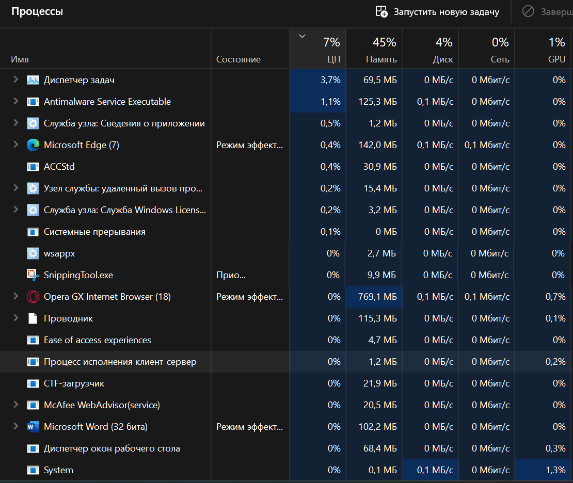 Процессы
Запустить новую задачу
Заверш
7% 45% 4% 0% 1%
Имя Состояние ЦП Память Диск Сеть GPU
Диспетчер задач 3,7% 69,5 МБ 0 МБ/с 0 Мбит/с 0%
Antimalware Service Executable 1,1% 125,3 МБ 0,1 МБ/с 0 Мбит/с 0%
Служба узла: Сведения о приложении 0,5% 1,2 МБ 0 МБ/с 0 Мбит/с 0%
Microsoft Edge (7) Режим эффект... 0,4% 142,0 МБ 0,1 МБ/с 0,1 Мбит/с 0%
ACCStd 0,4% 30,9 МБ 0 МБ/с 0 Мбит/с 0%
Узел службы: удаленный вызов про... 0,2% 15,4 МБ 0 МБ/с 0 Мбит/с 0%
Служба узла: Служба Windows Licens... 0,2% 3,2 МБ 0 МБ/с 0 Мбит/с 0%
Системные прерывания 0,1% 0 МБ 0 МБ/с 0 Мбит/с 0%
wsappx 0% 2,7 МБ 0 МБ/с 0 Мбит/с 0%
SnippingTool.exe Прио... 0% 9,9 МБ 0 МБ/с 0 Мбит/с 0%
Opera GX Internet Browser (18) Режим эффект... 0% 769,1 МБ 0,1 МБ/с 0,1 Мбит/с 0,7%
Проводник 0% 115,3 МБ 0 МБ/с 0 Мбит/с 0,1%
Ease of access experiences 0% 4,7 МБ 0 МБ/с 0 Мбит/с 0%
Процесс исполнения клиент сервер 0% 1,2 МБ 0 МБ/с 0 Мбит/с 0,2%
CTF-загрузчик 0% 21,9 МБ 0 МБ/с 0 Мбит/с 0%
McAfee WebAdvisor(service) 0% 20,5 МБ 0 МБ/с 0 Мбит/с 0%
Microsoft Word (32 бита) Режим эффект... 0% 102,2 МБ 0 МБ/с 0 Мбит/с 0%
Диспетчер окон рабочего стола 0% 68,4 МБ 0 МБ/с 0 Мбит/с 0,3%
System 0% 0,1 МБ 0,1 МБ/с 0 Мбит/с 1,3%